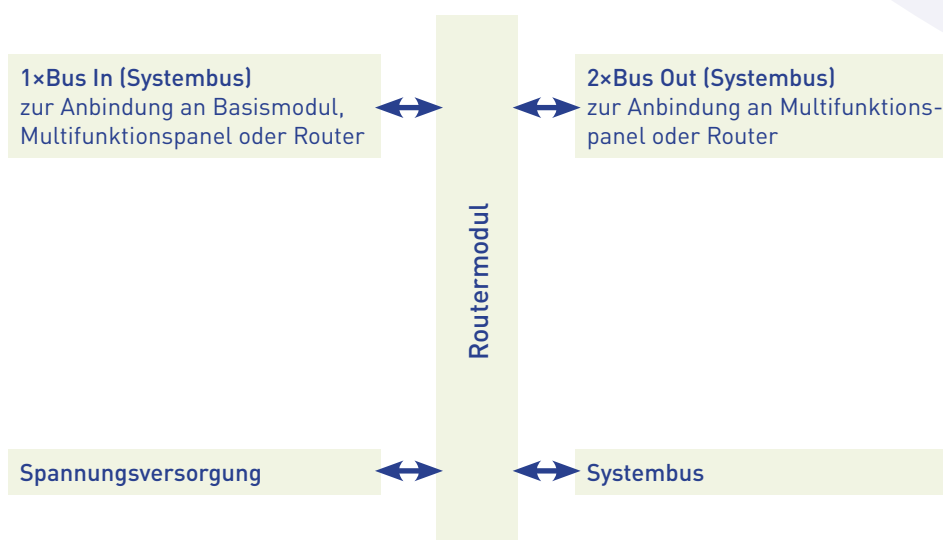 1×Bus In (Systembus)
zur Anbindung an Basismodul,
Multifunktionspanel oder Router
2×Bus Out (Systembus)
zur Anbindung an Multifunktions-
panel oder Router
Routermodul
Spannungsversorgung
Systembus